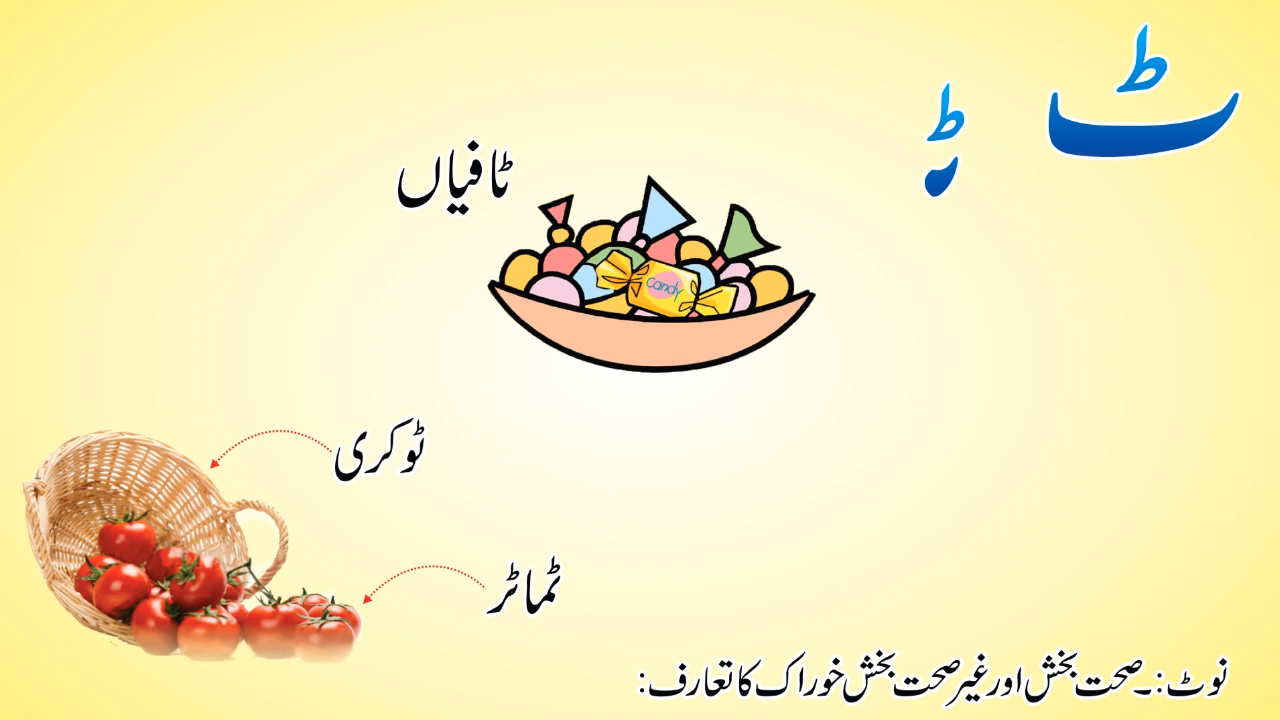 ٹ ٹ
ٹافیاں
candy
ٹوکری
ٹماٹر
نوٹ:۔صحت بخش اور غیر صحت بخش خوراک کا تعارف: